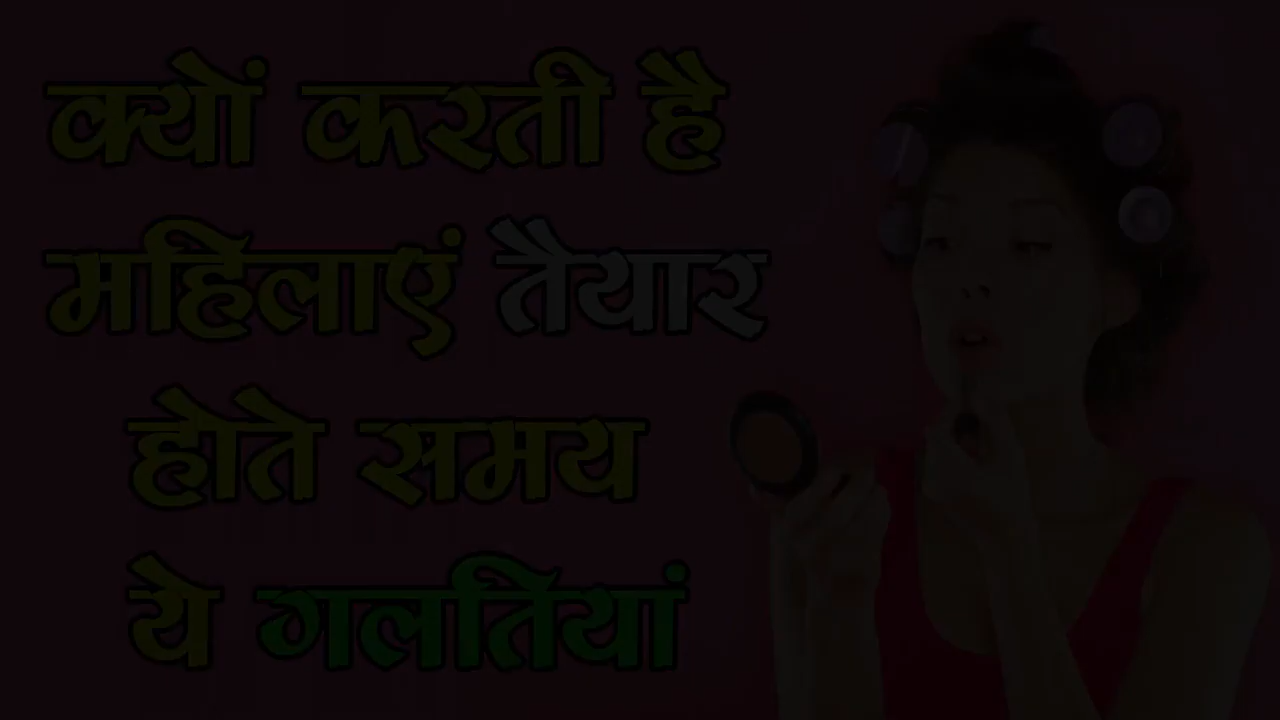 क्यों करती है
महिलाएं तैयार
होते समय
ये गलतियां